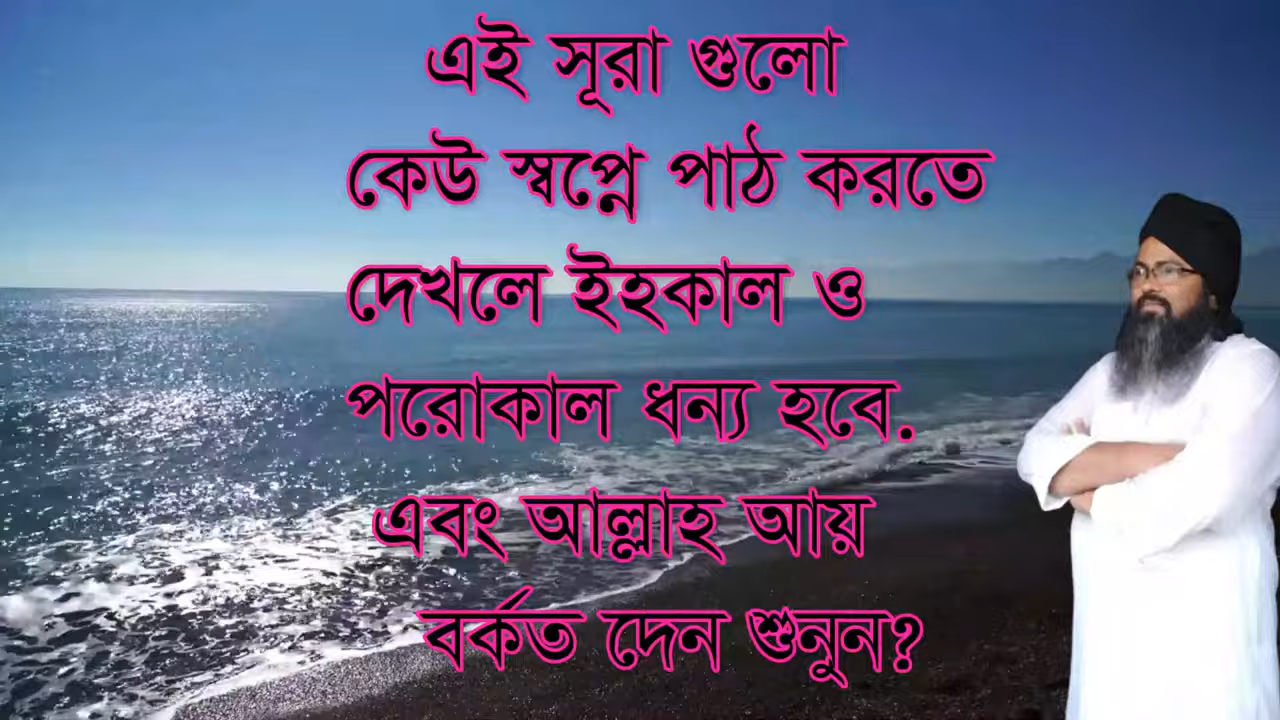 এই সূরা গুলো
কেউ স্বপ্নে পাঠ করতে
দেখলে ইহকাল ও
পরোকাল ধন্য হবে.
এবং আল্লাহ আয়
বর্কত দেন শুনুন?